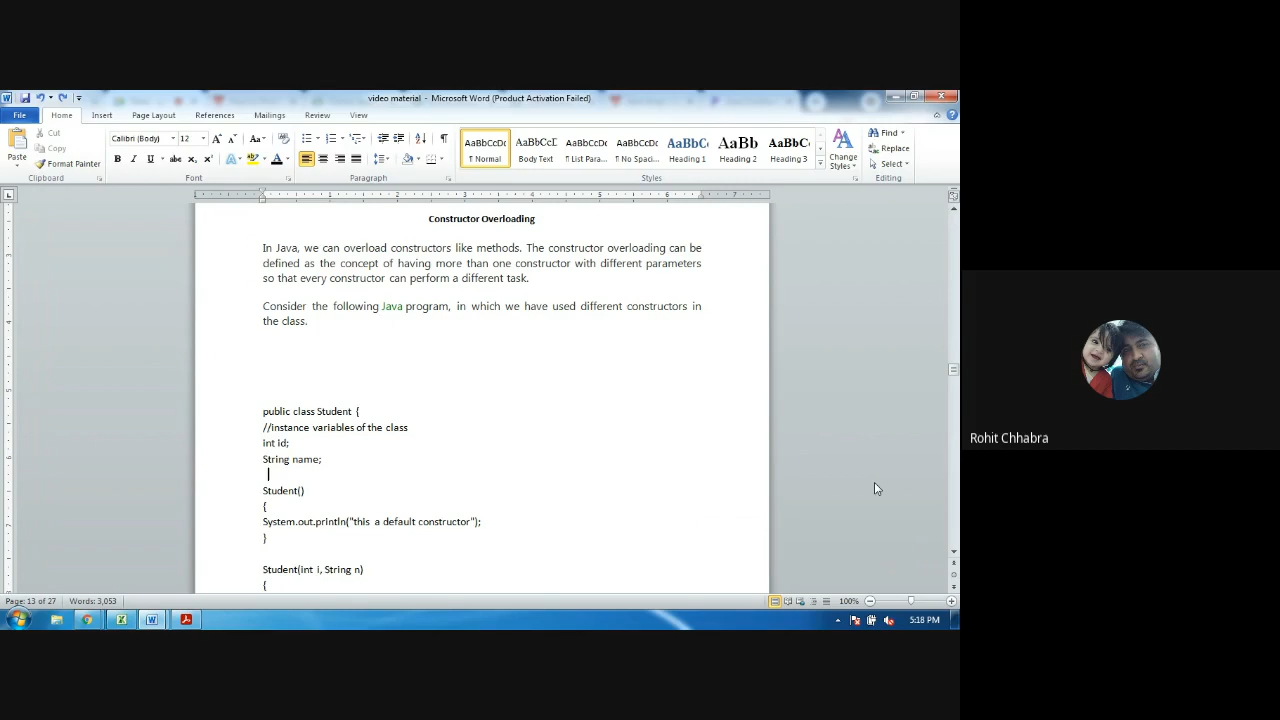 video material - Microsoft Word (Product Activation Failed)
File Home Insert Page Layout References Mailings Review View
Cut
Copy
Paste
Format Painter
Clipboard
Calibri (Body) 12
Font
Paragraph
AaBbCcDc AaBbCcE AaBbCcDc AaBbCcDc AaBbC AaBb AaBbC
¶ Normal Body Text ¶ List Para... ¶ No Spaci... Heading 1 Heading 2 Heading 3
Styles
Change
Styles
Find
Replace
Select
Editing
Constructor Overloading
In Java, we can overload constructors like methods. The constructor overloading can be
defined as the concept of having more than one constructor with different parameters
so that every constructor can perform a different task.
Consider the following Java program, in which we have used different constructors in
the class.
public class Student {
//instance variables of the class
int id;
String name;
Student()
{
System.out.println("this a default constructor");
}
Student(int i, String n)
{
Page: 13 of 27 Words: 3,053 100%
5:18 PM
Rohit Chhabra